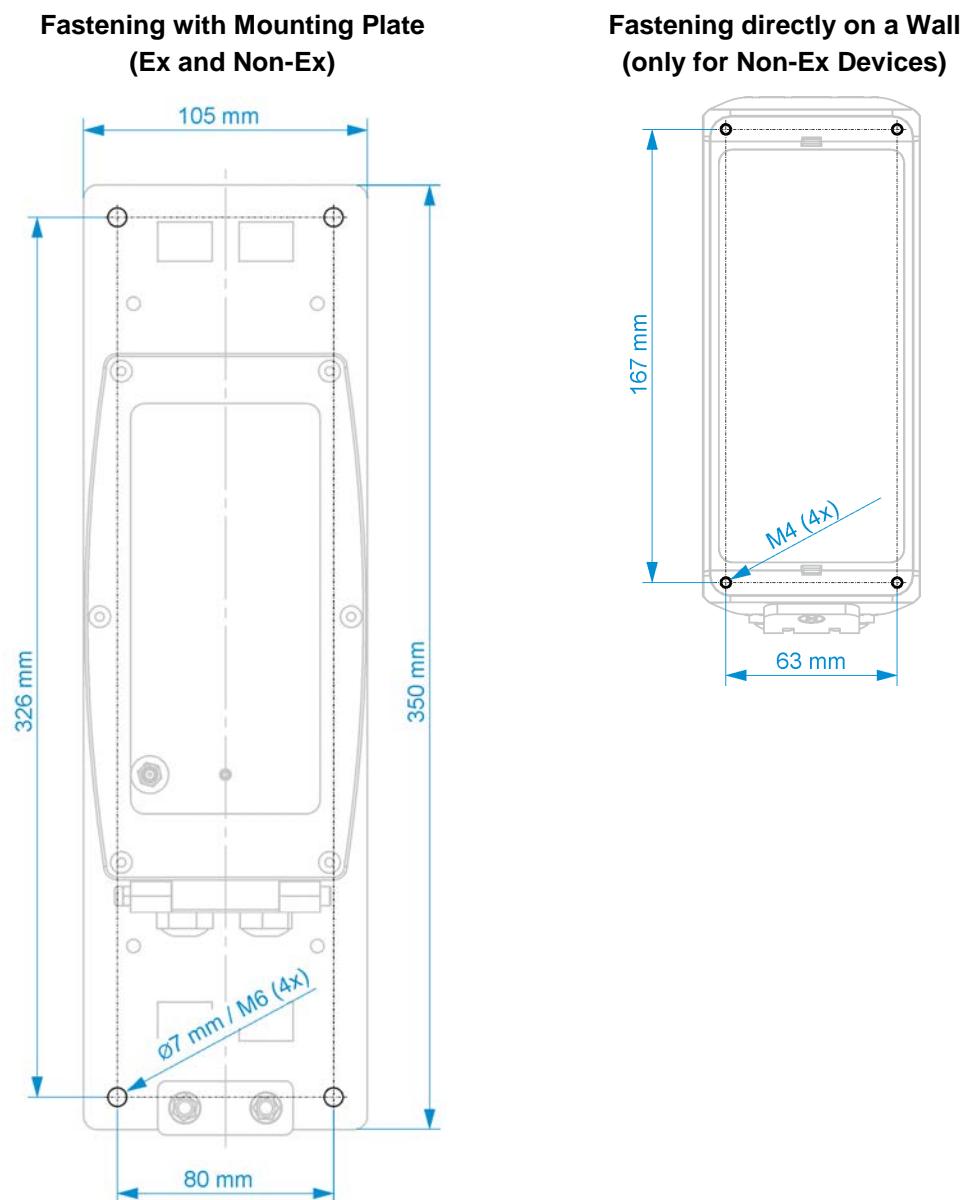 Fastening with Mounting Plate
(Ex and Non-Ex)
105 mm
326 mm
350 mm
ø7 mm / M6 (4x)
80 mm
Fastening directly on a Wall
(only for Non-Ex Devices)
167 mm
M4 (4x)
63 mm